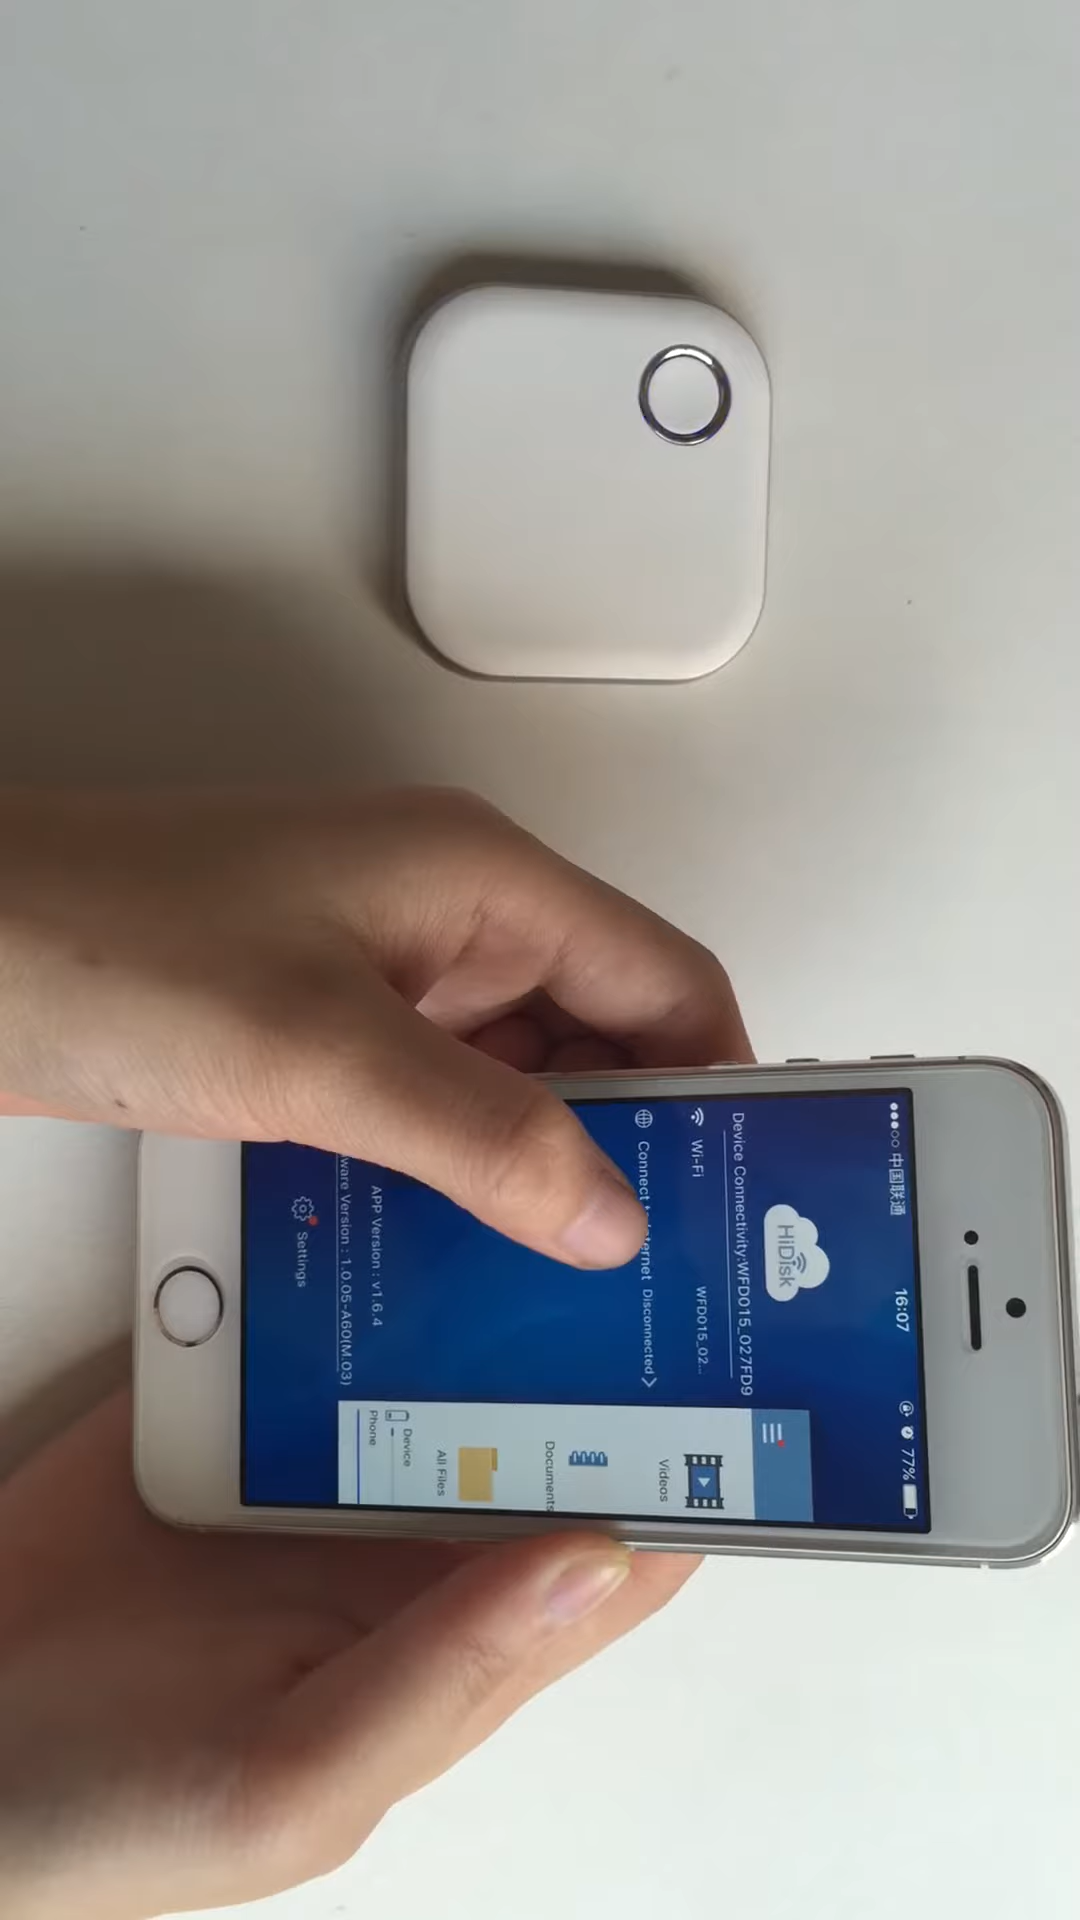 中国联通 16:07 77%
HiDisk
Device Connectivity:WFD015_027FD9
Wi-Fi WFD015_02...
Connect Internet Disconnected
APP Version : v1.6.4
ware Version : 1.0.05-A60(M.03)
Settings
Videos
Documents
All Files
Device
Phone